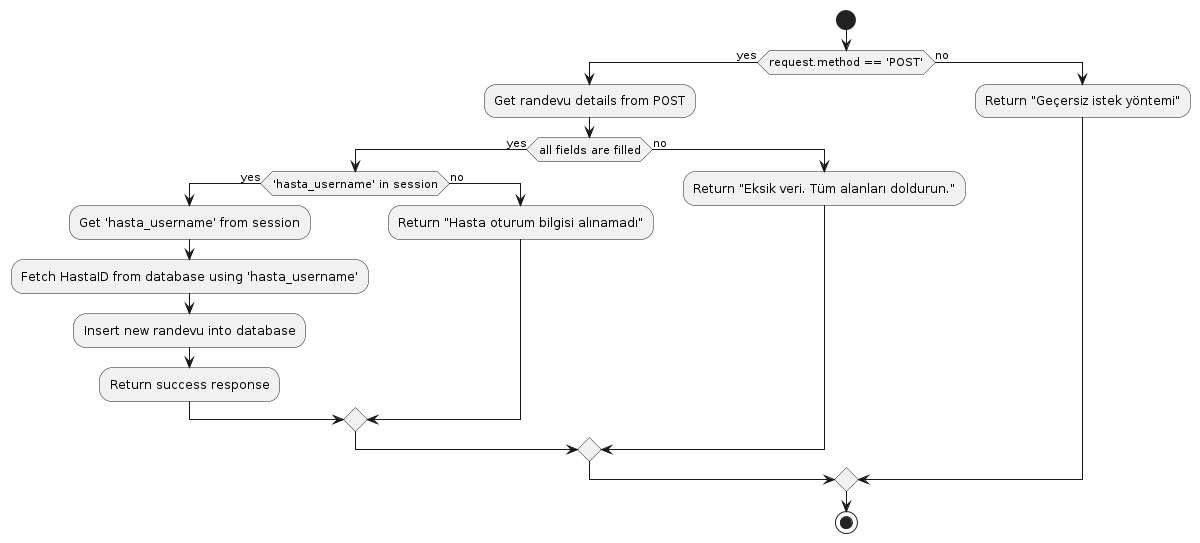 yes
request.method == 'POST'
no
Get randevu details from POST
Return "Geçersiz istek yöntemi"
yes
all fields are filled
no
yes
'hasta_username' in session
no
Return "Eksik veri. Tüm alanları doldurun."
Get 'hasta_username' from session
Return "Hasta oturum bilgisi alınamadı"
Fetch HastaID from database using 'hasta_username'
Insert new randevu into database
Return success response